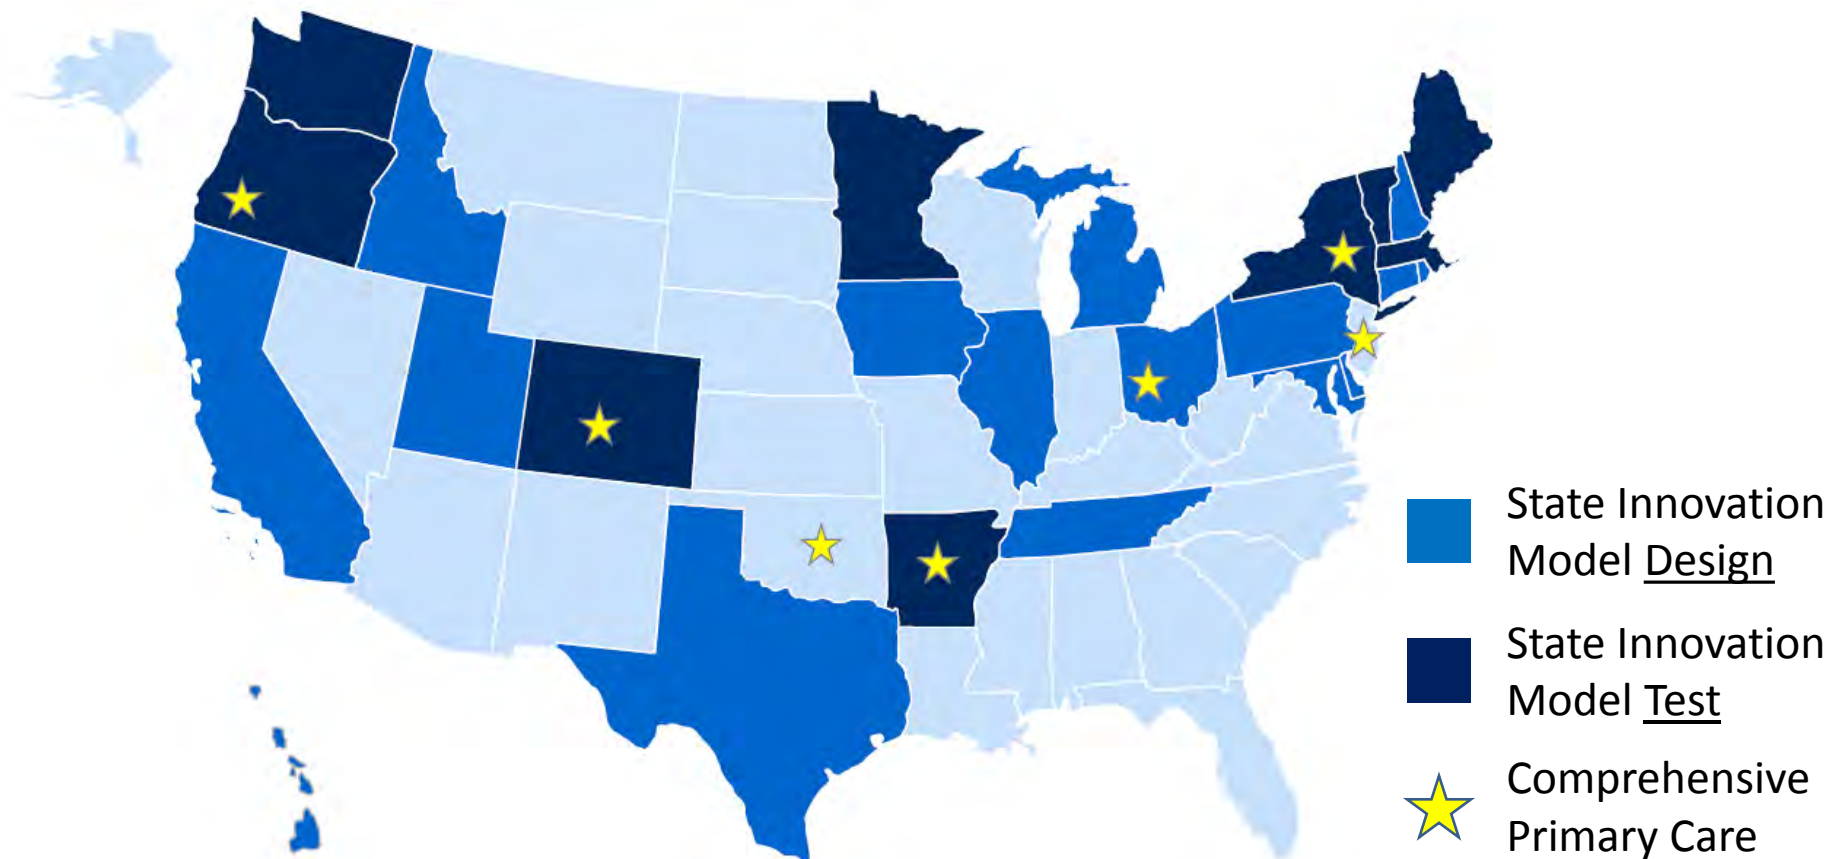 State Innovation
Model Design
State Innovation
Model Test
Comprehensive
Primary Care